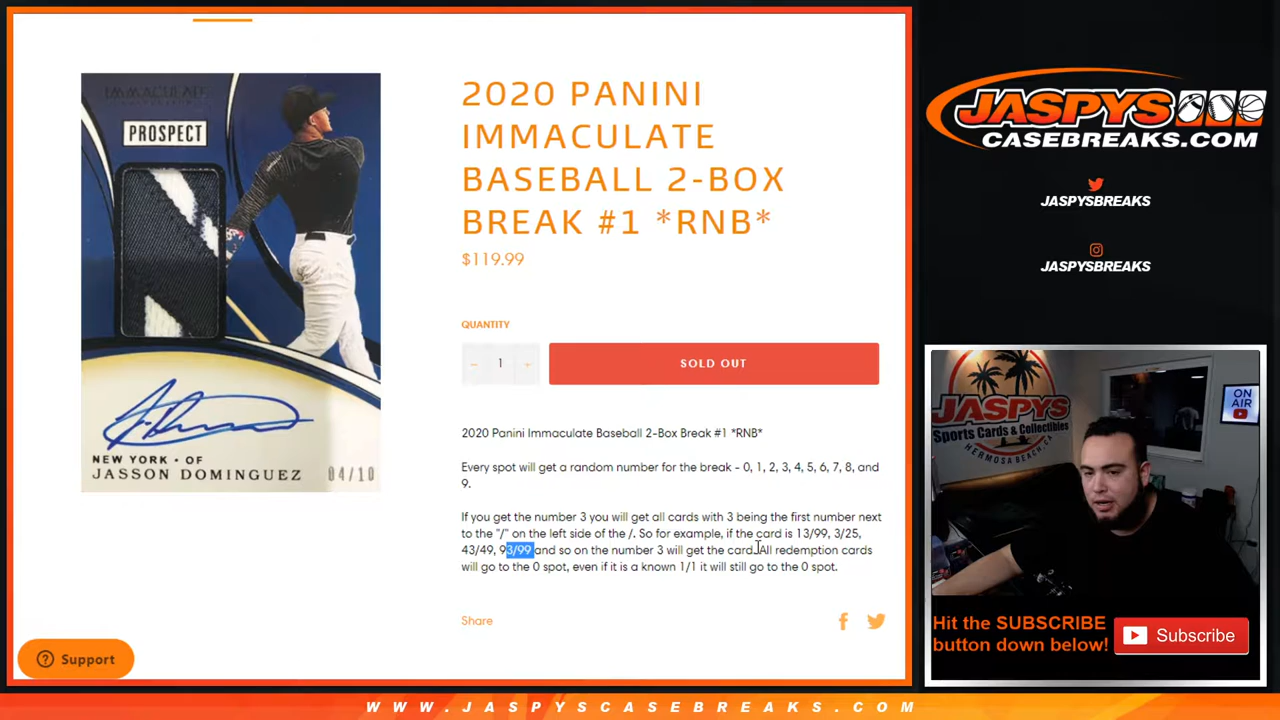 IMMACULATE
PROSPECT
NEW YORK • OF
JASSON DOMINGUEZ
04/10
2020 PANINI
IMMACULATE
BASEBALL 2-BOX
BREAK #1 *RNB*
$119.99
QUANTITY
− 1 +
SOLD OUT
2020 Panini Immaculate Baseball 2-Box Break #1 *RNB*
Every spot will get a random number for the break - 0, 1, 2, 3, 4, 5, 6, 7, 8, and
9.
If you get the number 3 you will get all cards with 3 being the first number next
to the "/" on the left side of the /. So for example, if the card is 13/99, 3/25,
43/49, 93/99 and so on the number 3 will get the card. All redemption cards
will go to the 0 spot, even if it is a known 1/1 it will still go to the 0 spot.
Share
Support
JASPYS
CASEBREAKS.COM
JASPYSBREAKS
JASPYSBREAKS
JASPYS
Sports Cards & Collectibles
HERMOSA BEACH, CA
ON
AIR
Hit the SUBSCRIBE
button down below!
Subscribe
WWW.JASPYSCASEBREAKS.COM